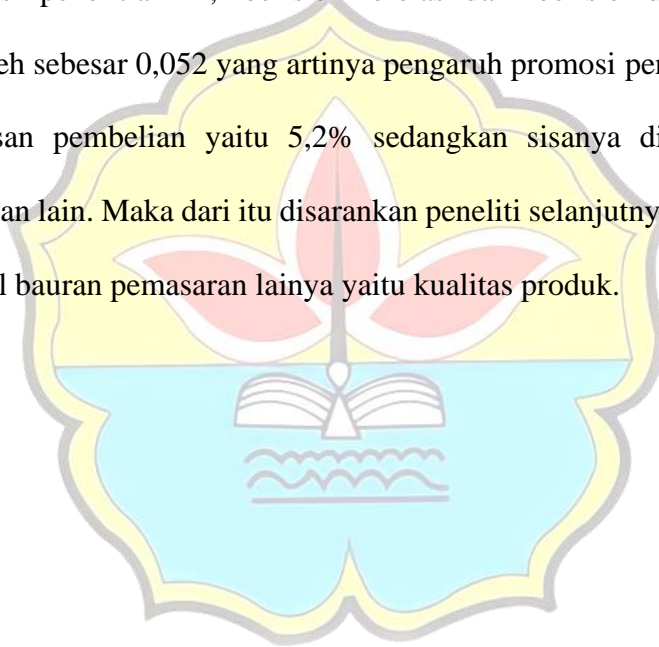 eh sebesar 0,052 yang artinya pengaruh promosi per
san pembelian yaitu 5,2% sedangkan sisanya di
an lain. Maka dari itu disarankan peneliti selanjutny
l bauran pemasaran lainya yaitu kualitas produk.